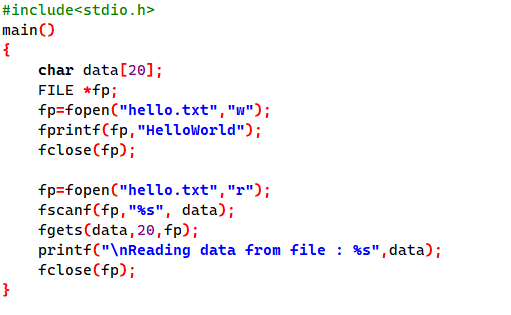 #include<stdio.h>
main()
{
    char data[20];
    FILE *fp;
    fp=fopen("hello.txt","w");
    fprintf(fp,"HelloWorld");
    fclose(fp);

    fp=fopen("hello.txt","r");
    fscanf(fp,"%s", data);
    fgets(data,20,fp);
    printf("\nReading data from file : %s",data);
    fclose(fp);
}